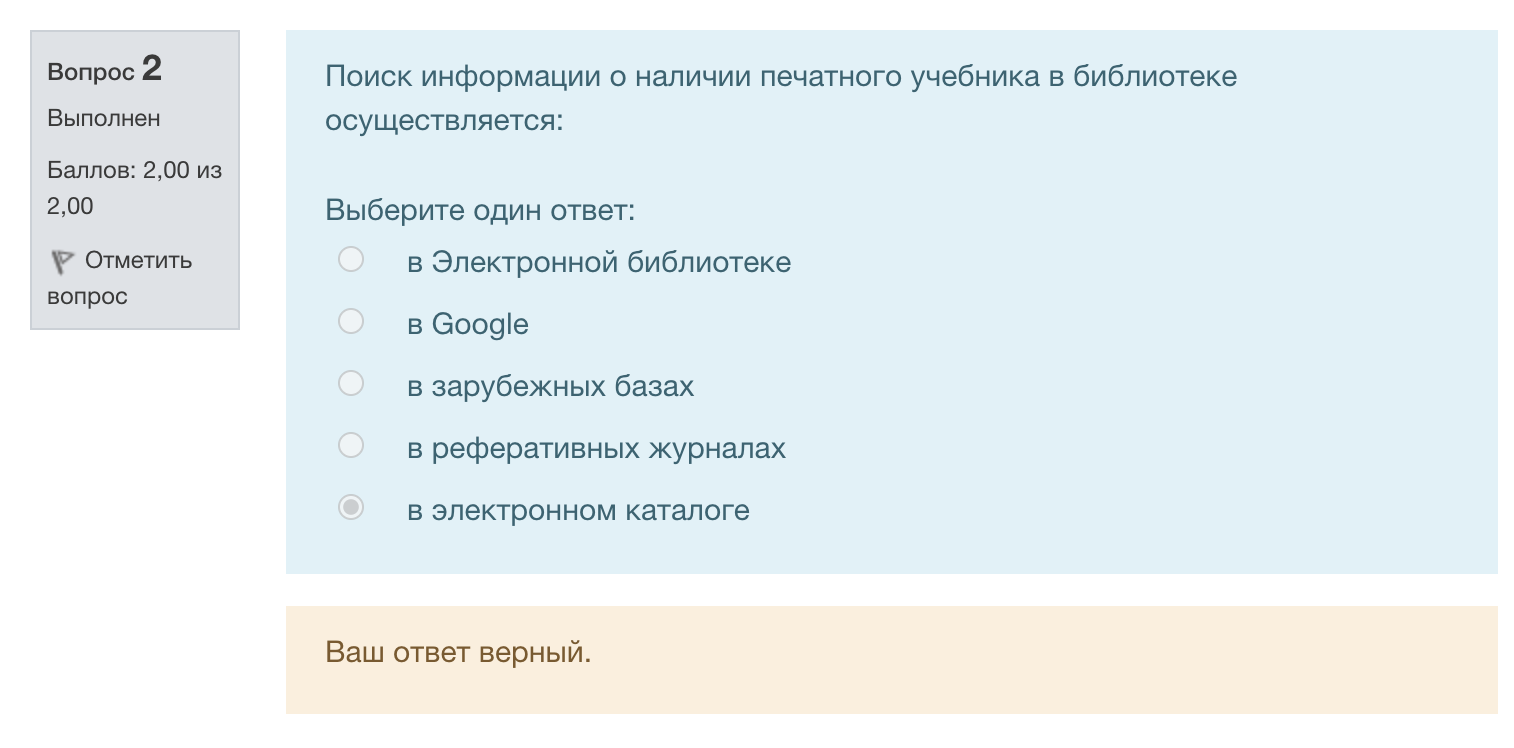 Вопрос 2
Выполнен
Баллов: 2,00 из
2,00
Отметить
вопрос
Поиск информации о наличии печатного учебника в библиотеке
осуществляется:
Выберите один ответ:
в Электронной библиотеке
в Google
в зарубежных базах
в реферативных журналах
в электронном каталоге
Ваш ответ верный.